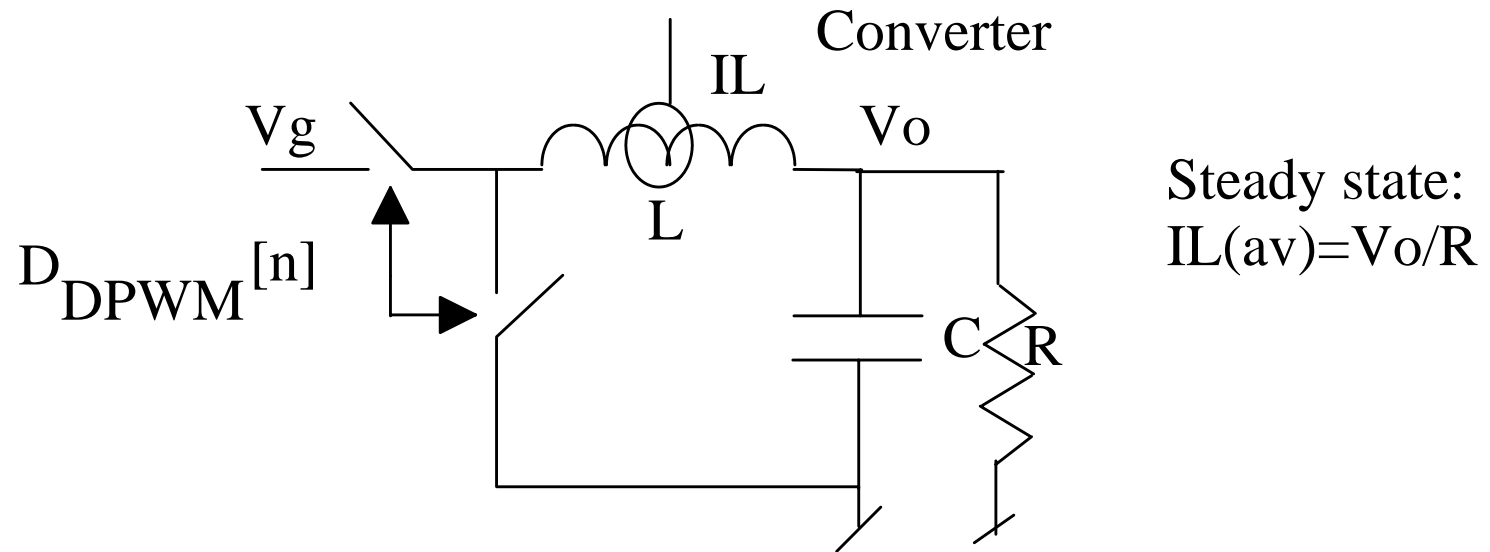 Converter
IL
Vg
Vo
L
Steady state:
IL(av)=Vo/R
DDPWM[n]
C
R